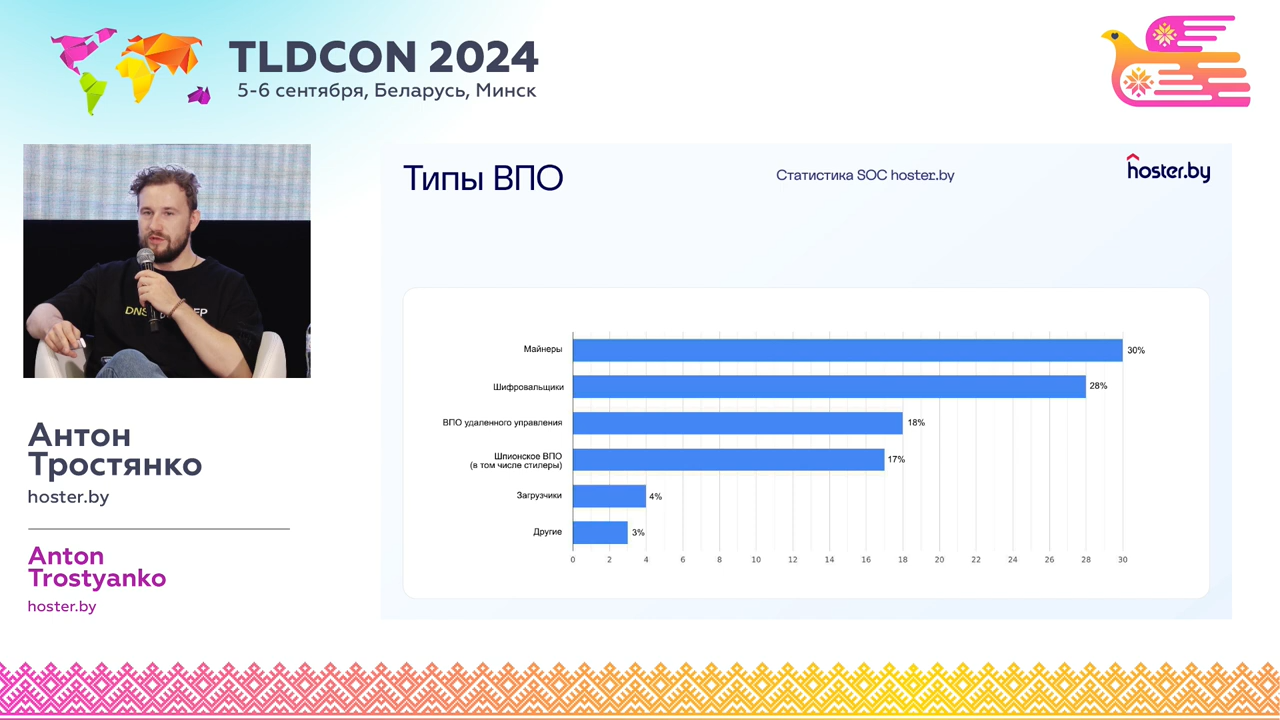 TLDCON 2024
5-6 сентября, Беларусь, Минск
Антон
Тростянко
hoster.by
Anton
Trostyanko
hoster.by
Типы ВПО
Статистика SOC hoster.by
hoster.by
Майнеры
30%
Шифровальщики
28%
ВПО удаленного управления
18%
Шпионское ВПО
(в том числе стилеры)
17%
Загрузчики
4%
Другие
3%
0 2 4 6 8 10 12 14 16 18 20 22 24 26 28 30